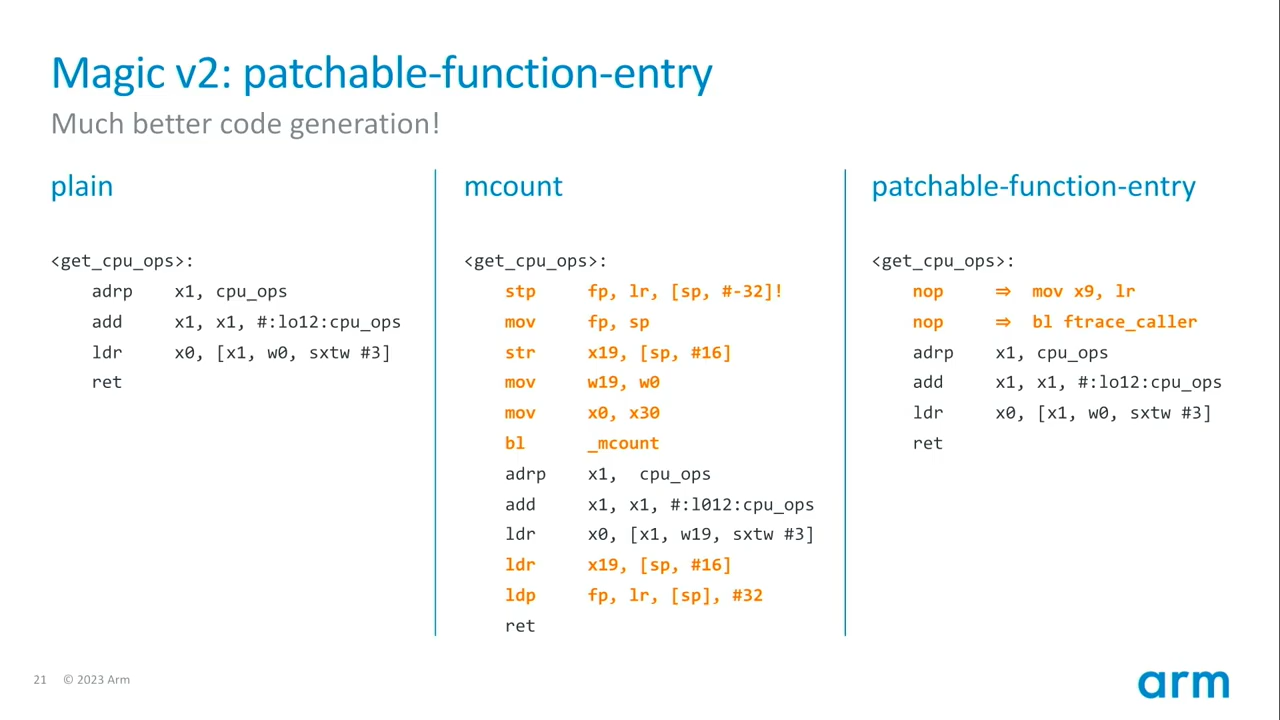 Magic v2: patchable-function-entry
Much better code generation!
plain
<get_cpu_ops>:
adrp x1, cpu_ops
add x1, x1, #:lo12:cpu_ops
ldr x0, [x1, w0, sxtw #3]
ret
mcount
<get_cpu_ops>:
stp fp, lr, [sp, #-32]!
mov fp, sp
str x19, [sp, #16]
mov w19, w0
mov x0, x30
bl _mcount
adrp x1, cpu_ops
add x1, x1, #:l012:cpu_ops
ldr x0, [x1, w19, sxtw #3]
ldr x19, [sp, #16]
ldp fp, lr, [sp], #32
ret
patchable-function-entry
<get_cpu_ops>:
nop ⇒ mov x9, lr
nop ⇒ bl ftrace_caller
adrp x1, cpu_ops
add x1, x1, #:lo12:cpu_ops
ldr x0, [x1, w0, sxtw #3]
ret
21 © 2023 Arm
arm